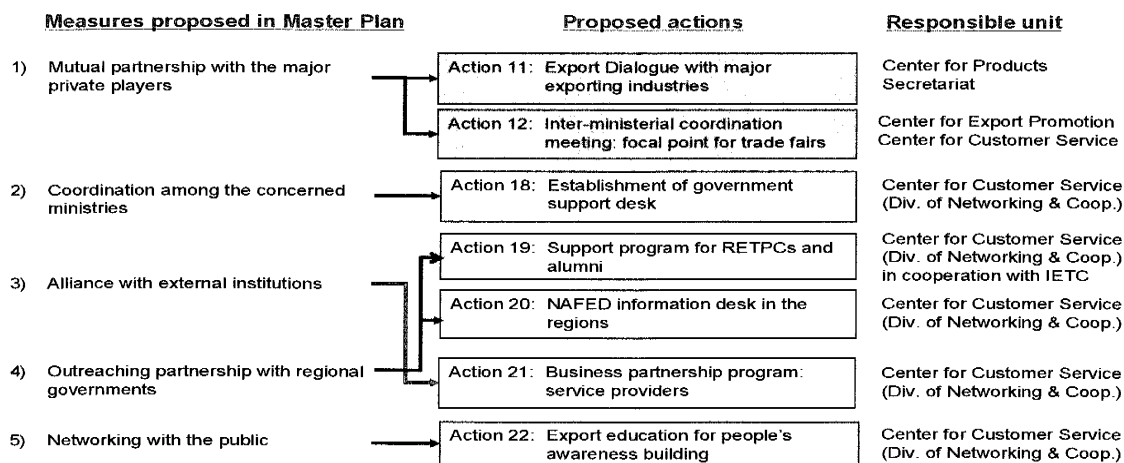 Measures proposed in Master Plan
Proposed actions
Responsible unit
1) Mutual partnership with the major
private players
Action 11: Export Dialogue with major
exporting industries
Center for Products
Secretariat
Action 12: Inter-ministerial coordination
meeting: focal point for trade fairs
Center for Export Promotion
Center for Customer Service
2) Coordination among the concerned
ministries
Action 18: Establishment of government
support desk
Center for Customer Service
(Div. of Networking & Coop.)
Action 19: Support program for RETPCs and
alumni
Center for Customer Service
(Div. of Networking & Coop.)
in cooperation with IETC
3) Alliance with external institutions
Action 20: NAFED information desk in the
regions
Center for Customer Service
(Div. of Networking & Coop.)
4) Outreaching partnership with regional
governments
Action 21: Business partnership program:
service providers
Center for Customer Service
(Div. of Networking & Coop.)
5) Networking with the public
Action 22: Export education for people's
awareness building
Center for Customer Service
(Div. of Networking & Coop.)